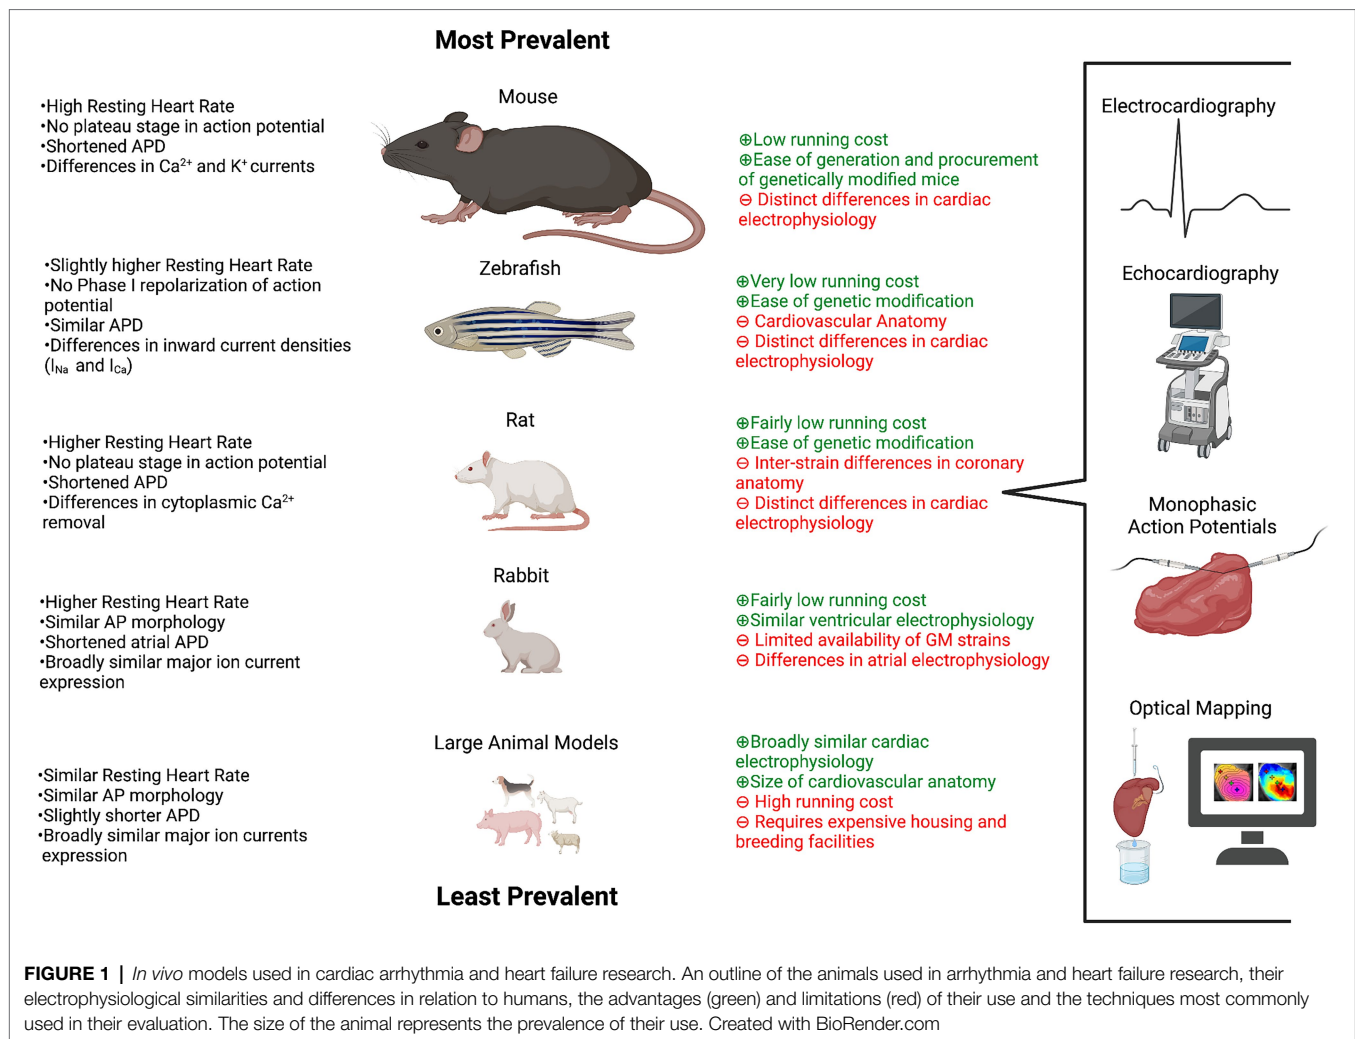 Most Prevalent
Mouse
•High Resting Heart Rate
•No plateau stage in action potential
•Shortened APD
•Differences in Ca²⁺ and K⁺ currents
⊕Low running cost
⊕Ease of generation and procurement
of genetically modified mice
⊖ Distinct differences in cardiac
electrophysiology
Zebrafish
•Slightly higher Resting Heart Rate
•No Phase I repolarization of action
potential
•Similar APD
•Differences in inward current densities
(I_Na and I_Ca)
⊕Very low running cost
⊕Ease of genetic modification
⊖ Cardiovascular Anatomy
⊖ Distinct differences in cardiac
electrophysiology
Rat
•Higher Resting Heart Rate
•No plateau stage in action potential
•Shortened APD
•Differences in cytoplasmic Ca²⁺
removal
⊕Fairly low running cost
⊕Ease of genetic modification
⊖ Inter-strain differences in coronary
anatomy
⊖ Distinct differences in cardiac
electrophysiology
Rabbit
•Higher Resting Heart Rate
•Similar AP morphology
•Shortened atrial APD
•Broadly similar major ion current
expression
⊕Fairly low running cost
⊕Similar ventricular electrophysiology
⊖ Limited availability of GM strains
⊖ Differences in atrial electrophysiology
Large Animal Models
•Similar Resting Heart Rate
•Similar AP morphology
•Slightly shorter APD
•Broadly similar major ion currents
expression
⊕Broadly similar cardiac
electrophysiology
⊕Size of cardiovascular anatomy
⊖ High running cost
⊖ Requires expensive housing and
breeding facilities
Least Prevalent
Electrocardiography
Echocardiography
Monophasic
Action Potentials
Optical Mapping
FIGURE 1 | In vivo models used in cardiac arrhythmia and heart failure research. An outline of the animals used in arrhythmia and heart failure research, their
electrophysiological similarities and differences in relation to humans, the advantages (green) and limitations (red) of their use and the techniques most commonly
used in their evaluation. The size of the animal represents the prevalence of their use. Created with BioRender.com